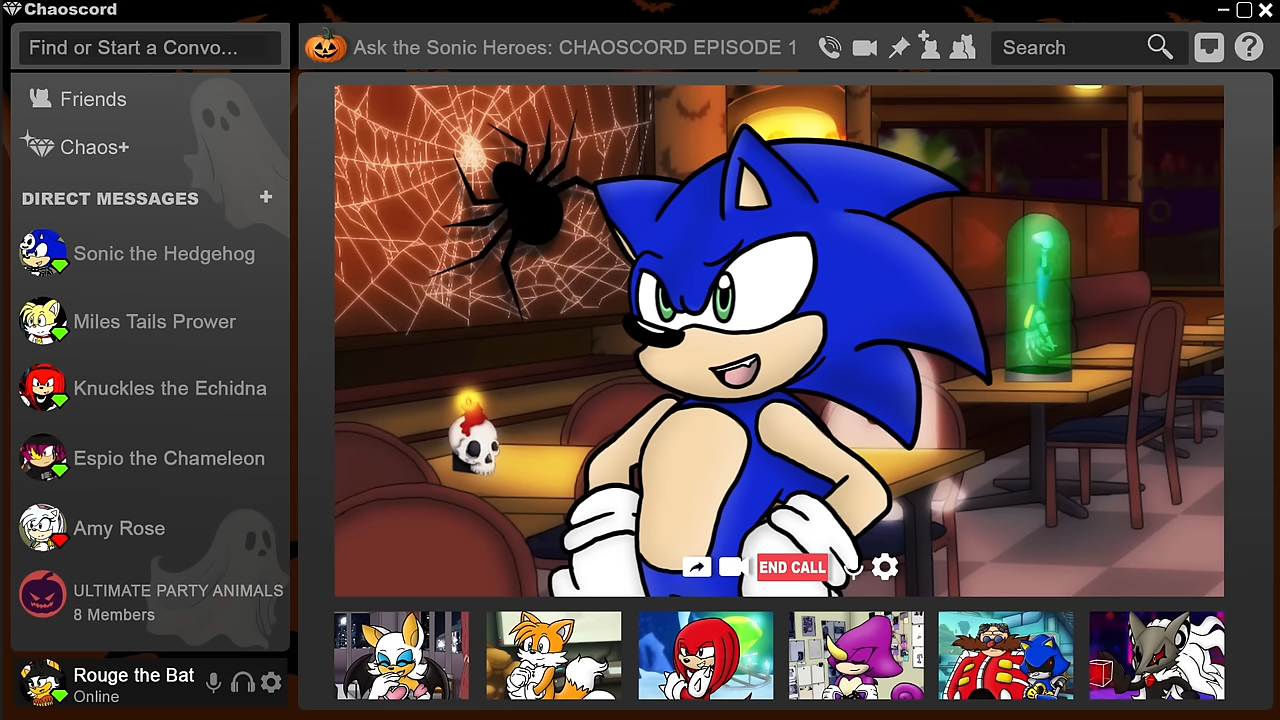 Chaoscord
Find or Start a Convo...
Ask the Sonic Heroes: CHAOSCORD EPISODE 1
Search
?
Friends
Chaos+
DIRECT MESSAGES +
Sonic the Hedgehog
Miles Tails Prower
Knuckles the Echidna
Espio the Chameleon
Amy Rose
ULTIMATE PARTY ANIMALS
8 Members
Rouge the Bat
Online
END CALL